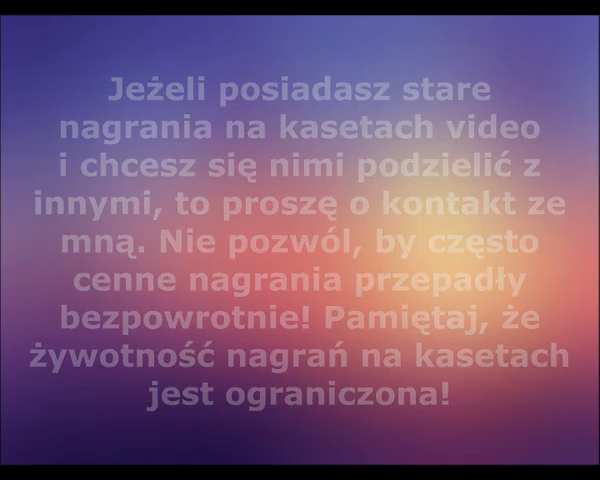 Jeżeli posiadasz stare
nagrania na kasetach video
i chcesz się nimi podzielić z
innymi, to proszę o kontakt ze
mną. Nie pozwól, by często
cenne nagrania przepadły
bezpowrotnie! Pamiętaj, że
żywotność nagrań na kasetach
jest ograniczona!